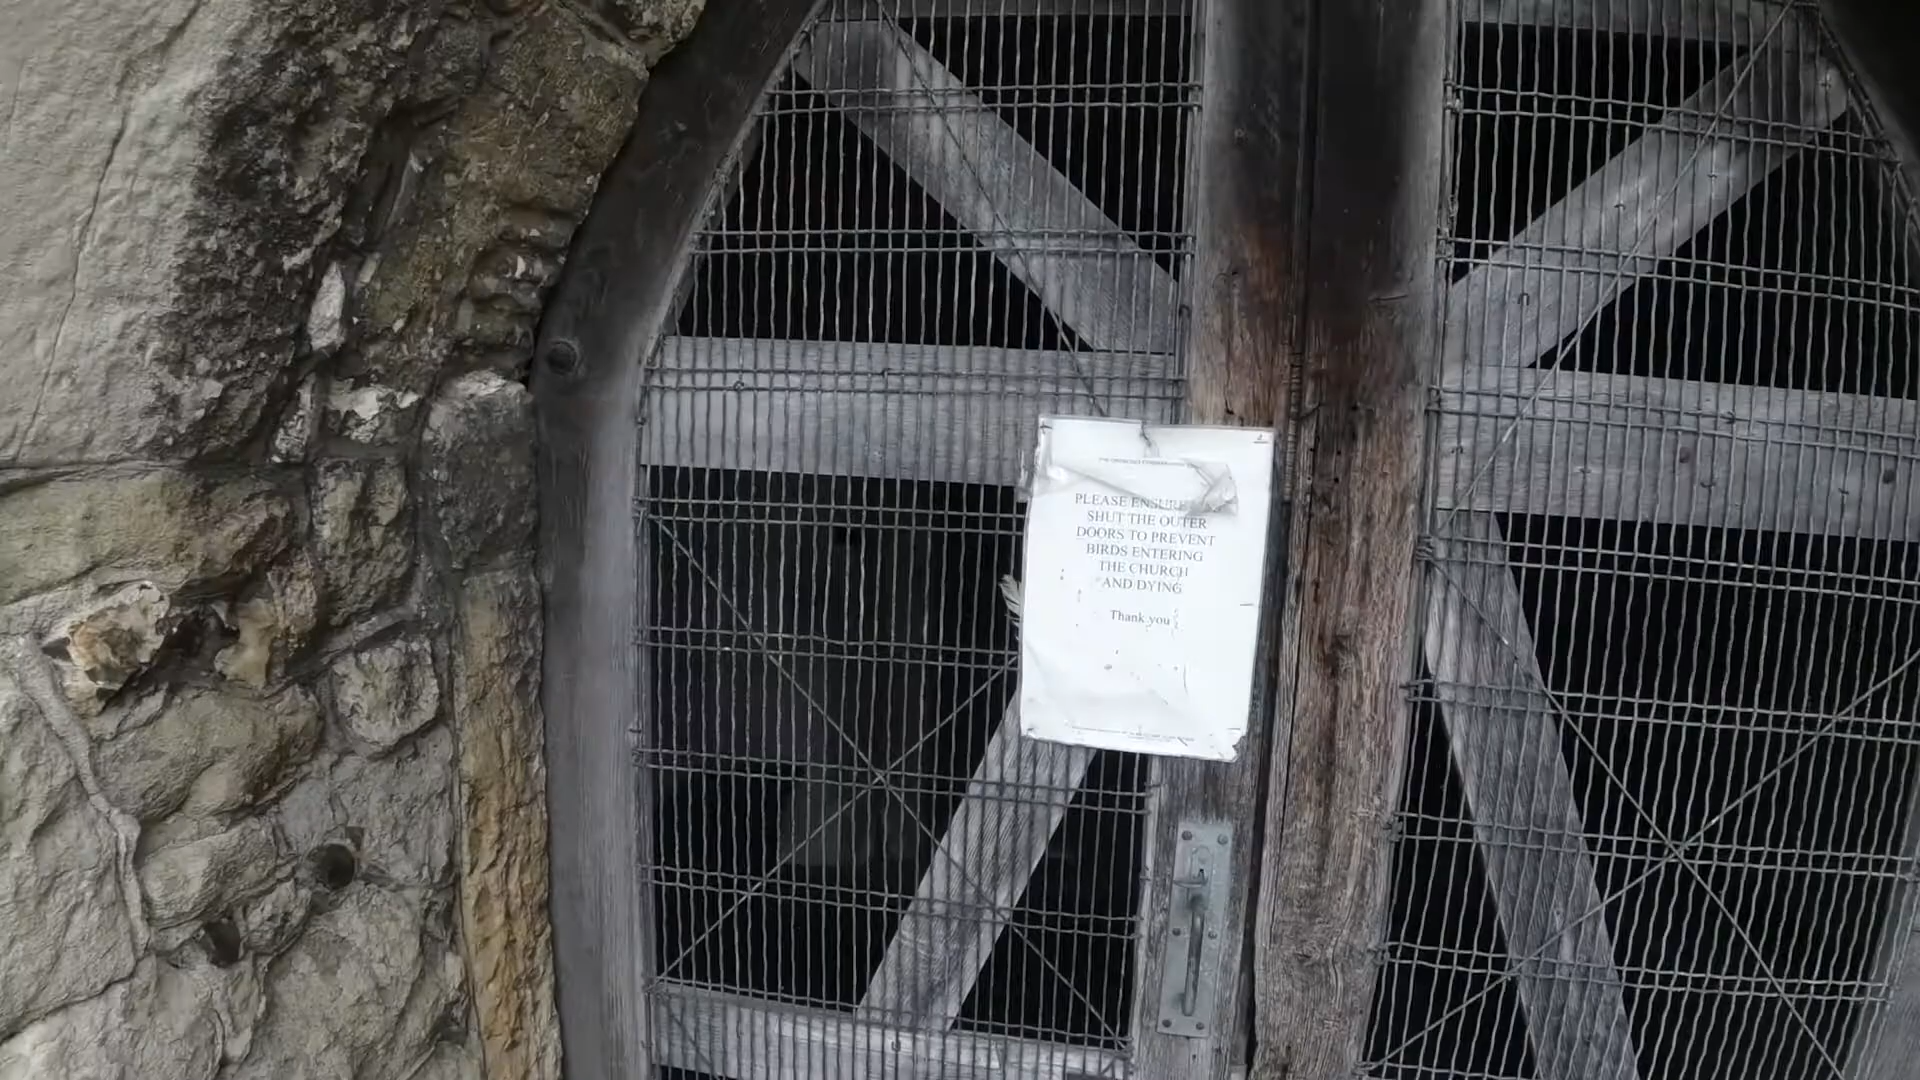 PLEASE ENSURE
SHUT THE OUTER
DOORS TO PREVENT
BIRDS ENTERING
THE CHURCH
AND DYING
Thank you